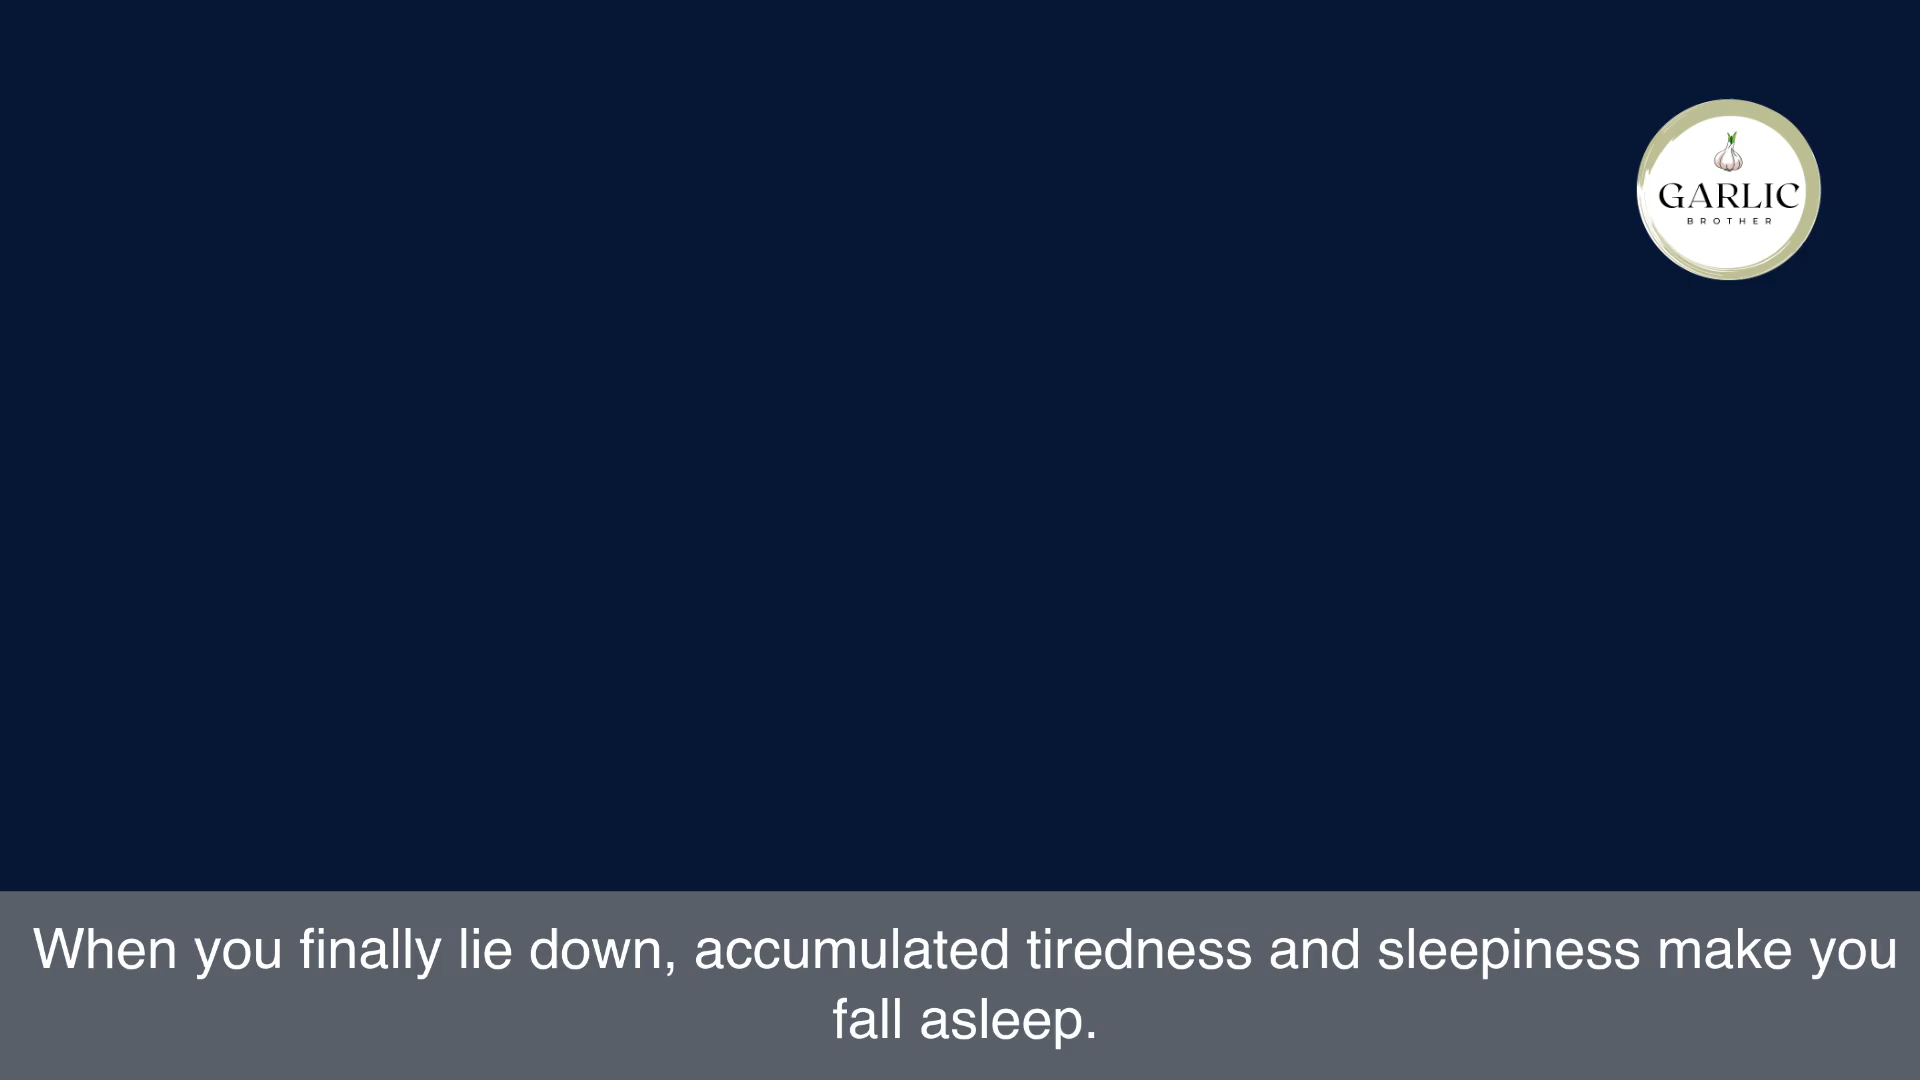 GARLIC
BROTHER
When you finally lie down, accumulated tiredness and sleepiness make you
fall asleep.